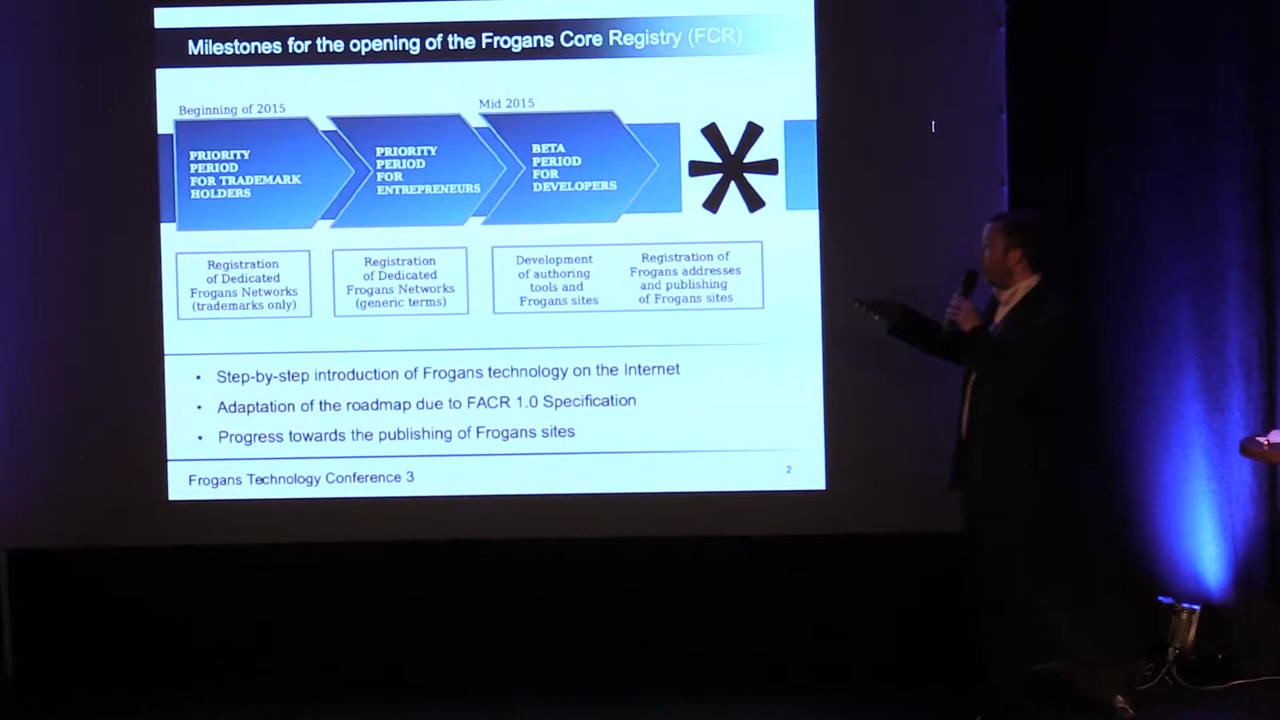 Milestones for the opening of the Frogans Core Registry (FCR)
Beginning of 2015
Mid 2015
PRIORITY
PERIOD
FOR TRADEMARK
HOLDERS
PRIORITY
PERIOD
FOR
ENTREPRENEURS
BETA
PERIOD
FOR
DEVELOPERS
Registration
of Dedicated
Frogans Networks
(trademarks only)
Registration
of Dedicated
Frogans Networks
(generic terms)
Development
of authoring
tools and
Frogans sites
Registration of
Frogans addresses
and publishing
of Frogans sites
• Step-by-step introduction of Frogans technology on the Internet
• Adaptation of the roadmap due to FACR 1.0 Specification
• Progress towards the publishing of Frogans sites
Frogans Technology Conference 3
2